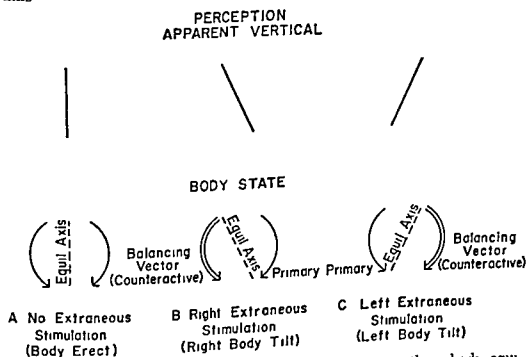 PERCEPTION
APPARENT VERTICAL
BODY STATE
Equil Axis
Balancing
Vector
(Counteractive)
Equil Axis
Primary
Primary
Equil Axis
Balancing
Vector
(Counteractive)
A No Extraneous
Stimulation
(Body Erect)
B Right Extraneous
Stimulation
(Right Body Tilt)
C Left Extraneous
Stimulation
(Left Body Tilt)